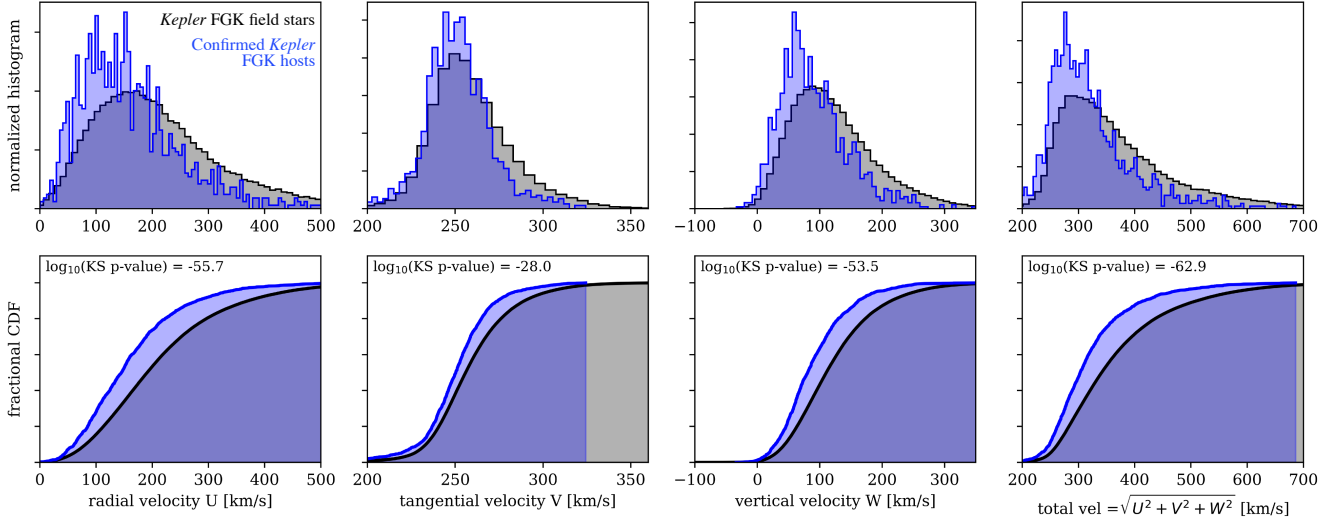 normalized histogram
Kepler FGK field stars
Confirmed Kepler
FGK hosts
0 100 200 300 400 500
200 250 300 350
−100 0 100 200 300
200 300 400 500 600 700
fractional CDF
log₁₀(KS p-value) = -55.7
log₁₀(KS p-value) = -28.0
log₁₀(KS p-value) = -53.5
log₁₀(KS p-value) = -62.9
0 100 200 300 400 500
200 250 300 350
−100 0 100 200 300
200 300 400 500 600 700
radial velocity U [km/s]
tangential velocity V [km/s]
vertical velocity W [km/s]
total vel =√U² + V² + W² [km/s]